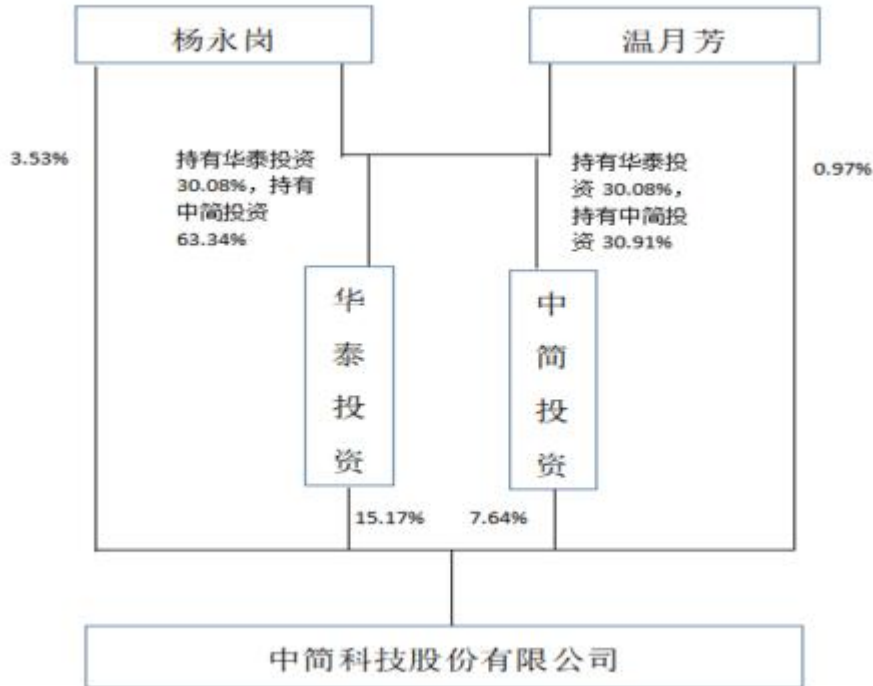 杨永岗
温月芳
3.53%
持有华泰投资
30.08%，持有
中简投资
63.34%
持有华泰投
资 30.08%，
持有中简投
资 30.91%
0.97%
华
泰
投
资
中
简
投
资
15.17%
7.64%
中简科技股份有限公司